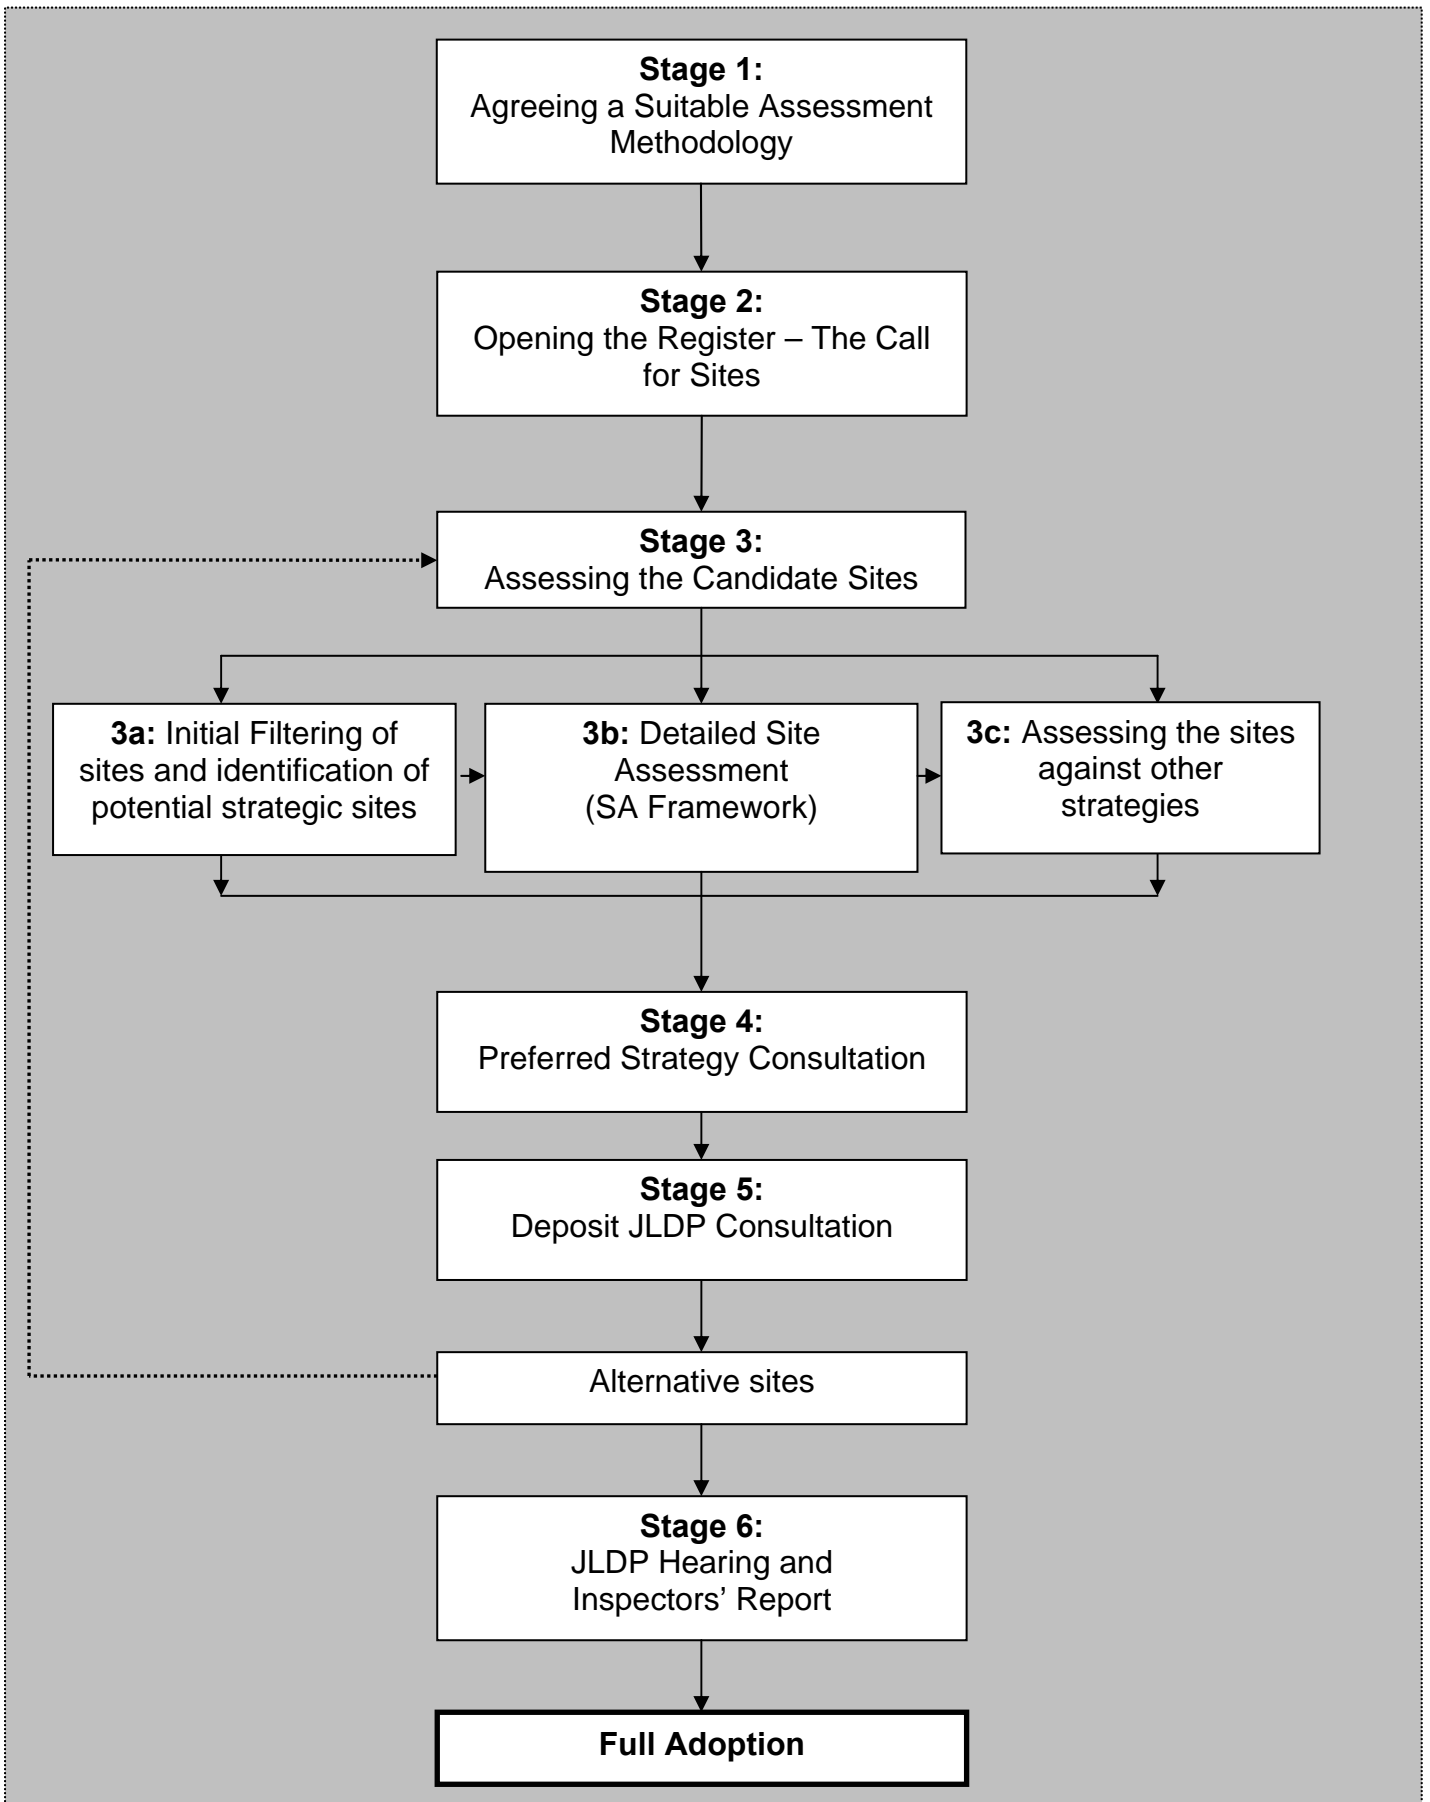 Stage 1:
Agreeing a Suitable Assessment
Methodology
Stage 2:
Opening the Register – The Call
for Sites
Stage 3:
Assessing the Candidate Sites
3a: Initial Filtering of
sites and identification of
potential strategic sites
3b: Detailed Site
Assessment
(SA Framework)
3c: Assessing the sites
against other
strategies
Stage 4:
Preferred Strategy Consultation
Stage 5:
Deposit JLDP Consultation
Alternative sites
Stage 6:
JLDP Hearing and
Inspectors’ Report
Full Adoption